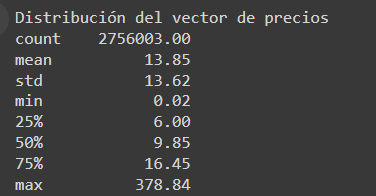 Distribución del vector de precios
count    2756003.00
mean          13.85
std           13.62
min            0.02
25%            6.00
50%            9.85
75%           16.45
max          378.84